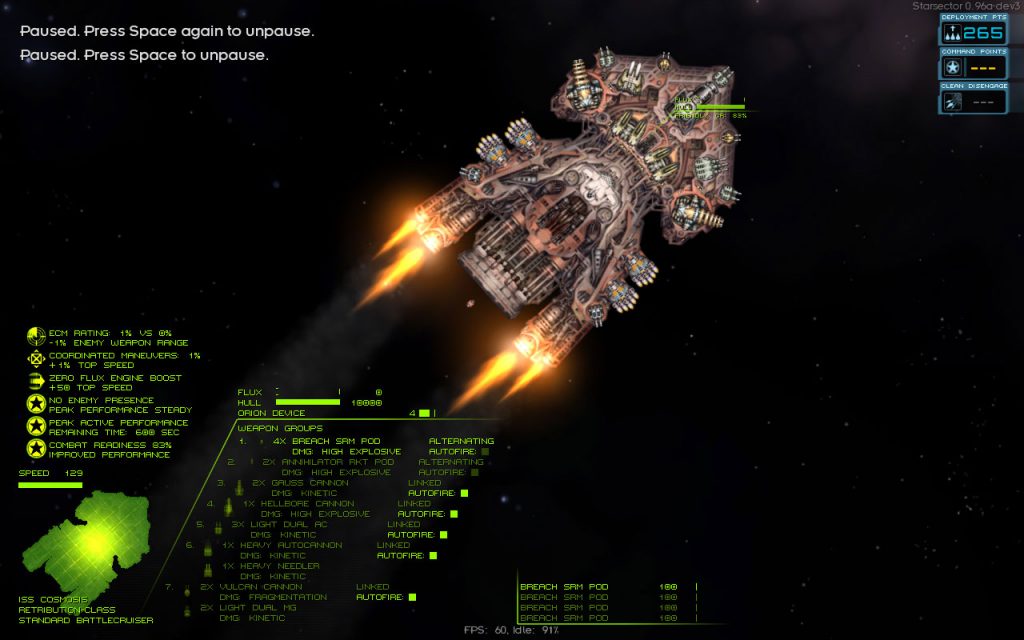 Starsector 0.96a-dev3
Paused. Press Space again to unpause.
Paused. Press Space to unpause.
DEPLOYMENT PTS
265
COMMAND POINTS
---
CLEAN DISENGAGE
---
83%
ECM RATING: 1% VS 0%
-1% ENEMY WEAPON RANGE
COORDINATED MANEUVERS: 1%
+1% TOP SPEED
ZERO FLUX ENGINE BOOST
+50 TOP SPEED
NO ENEMY PRESENCE
PEAK PERFORMANCE STEADY
PEAK ACTIVE PERFORMANCE
REMAINING TIME: 600 SEC
COMBAT READINESS 83%
IMPROVED PERFORMANCE
SPEED 129
ISS COSMOSIS
RETRIBUTION-CLASS
STANDARD BATTLECRUISER
FLUX 0
HULL 10000
ORION DEVICE 4
WEAPON GROUPS
1. 4X BREACH SRM POD ALTERNATING
DMG: HIGH EXPLOSIVE AUTOFIRE:
2. 2X ANNIHILATOR RKT POD ALTERNATING
DMG: HIGH EXPLOSIVE AUTOFIRE:
3. 2X GAUSS CANNON LINKED
DMG: KINETIC AUTOFIRE:
4. 1X HELLBORE CANNON LINKED
DMG: HIGH EXPLOSIVE AUTOFIRE:
5. 3X LIGHT DUAL AC LINKED
DMG: KINETIC AUTOFIRE:
6. 1X HEAVY AUTOCANNON LINKED
DMG: KINETIC AUTOFIRE:
1X HEAVY NEEDLER
DMG: KINETIC
7. 2X VULCAN CANNON LINKED
DMG: FRAGMENTATION AUTOFIRE:
2X LIGHT DUAL MG
DMG: KINETIC
BREACH SRM POD 100
BREACH SRM POD 100
BREACH SRM POD 100
BREACH SRM POD 100
FPS: 60, Idle: 91%